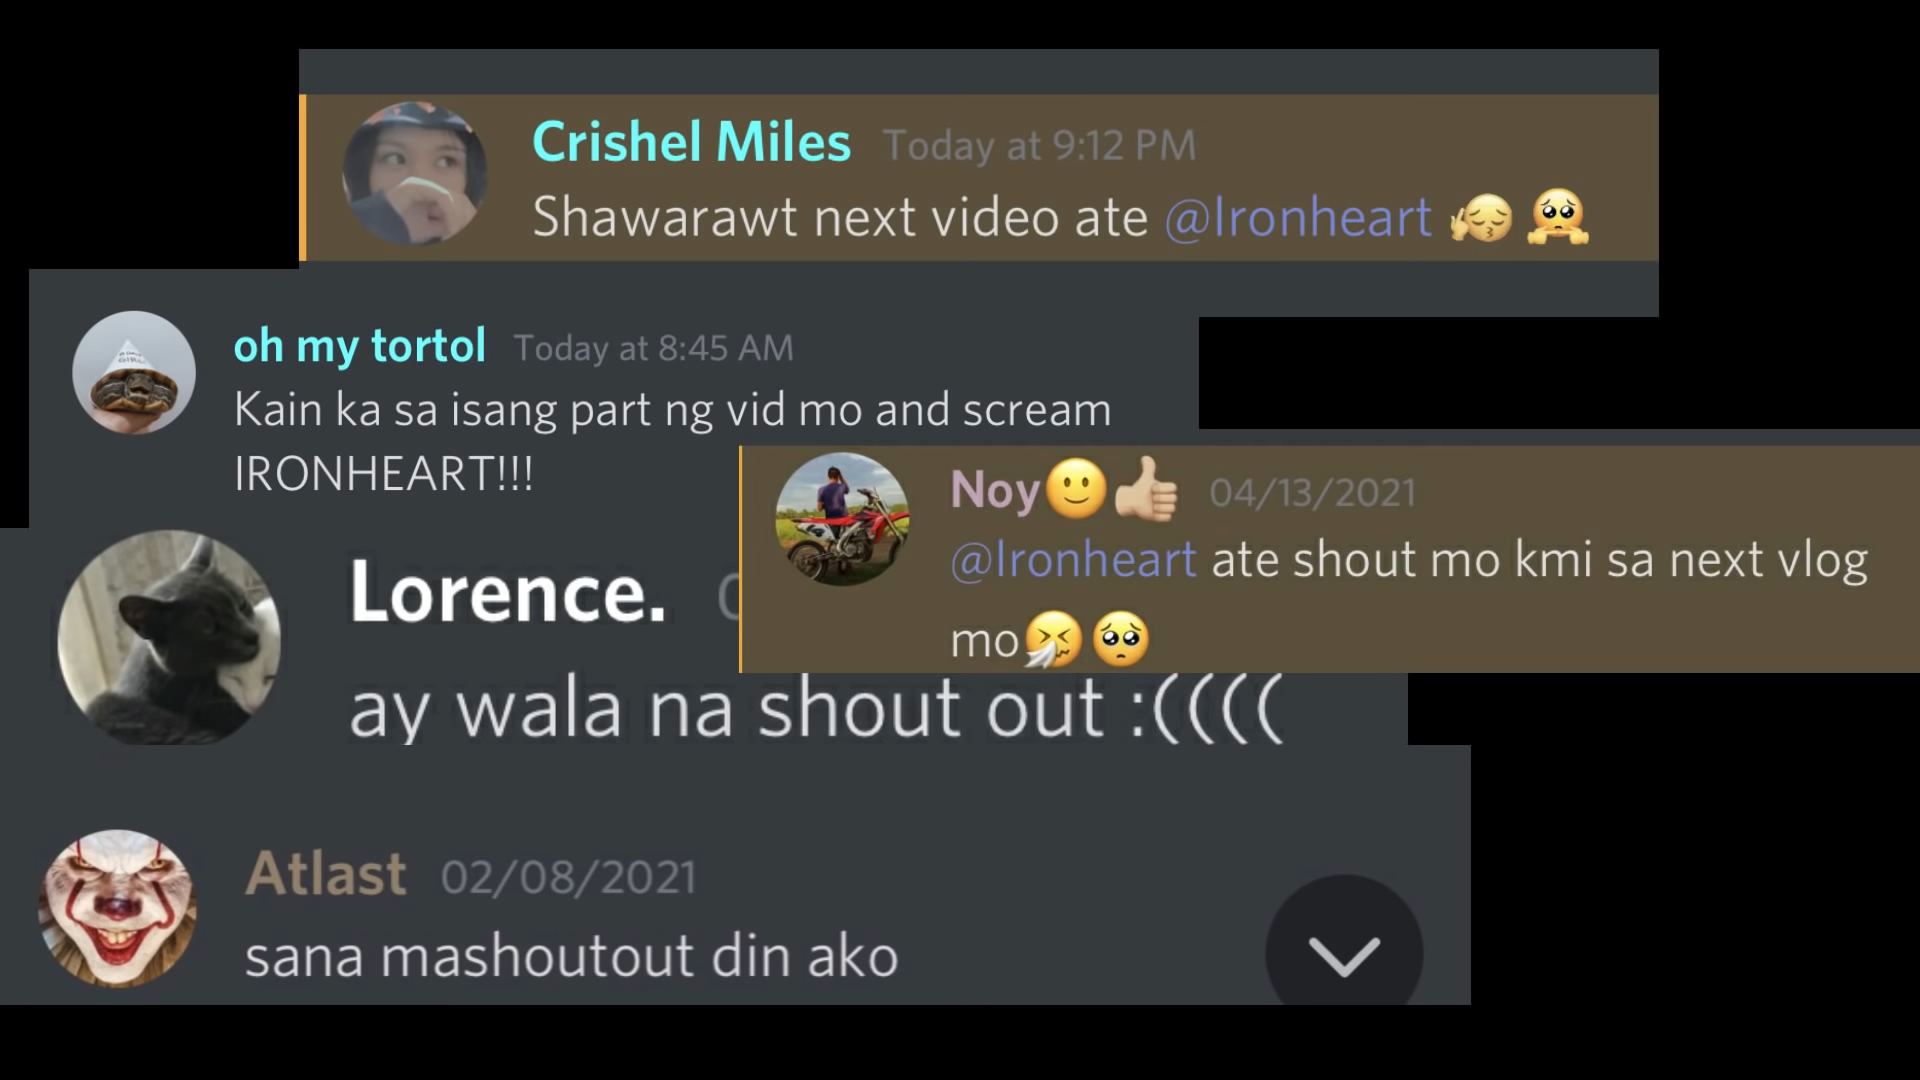 Crishel Miles Today at 9:12 PM
Shawarawt next video ate @Ironheart
oh my tortol Today at 8:45 AM
Kain ka sa isang part ng vid mo and scream
IRONHEART!!!
Noy🙂👍🏼 04/13/2021
@Ironheart ate shout mo kmi sa next vlog
mo🤧🥺
Lorence.
ay wala na shout out :((((
Atlast 02/08/2021
sana mashoutout din ako